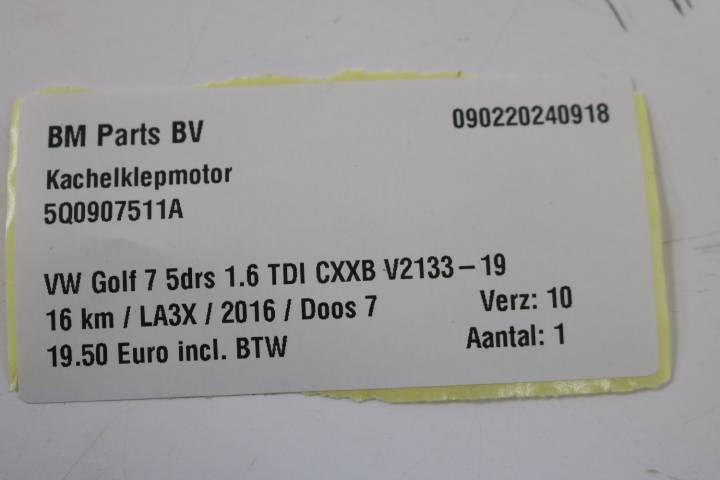 BM Parts BV 090220240918
Kachelklepmotor
5Q0907511A
VW Golf 7 5drs 1.6 TDI CXXB V2133-19
16 km / LA3X / 2016 / Doos 7 Verz: 10
19.50 Euro incl. BTW Aantal: 1